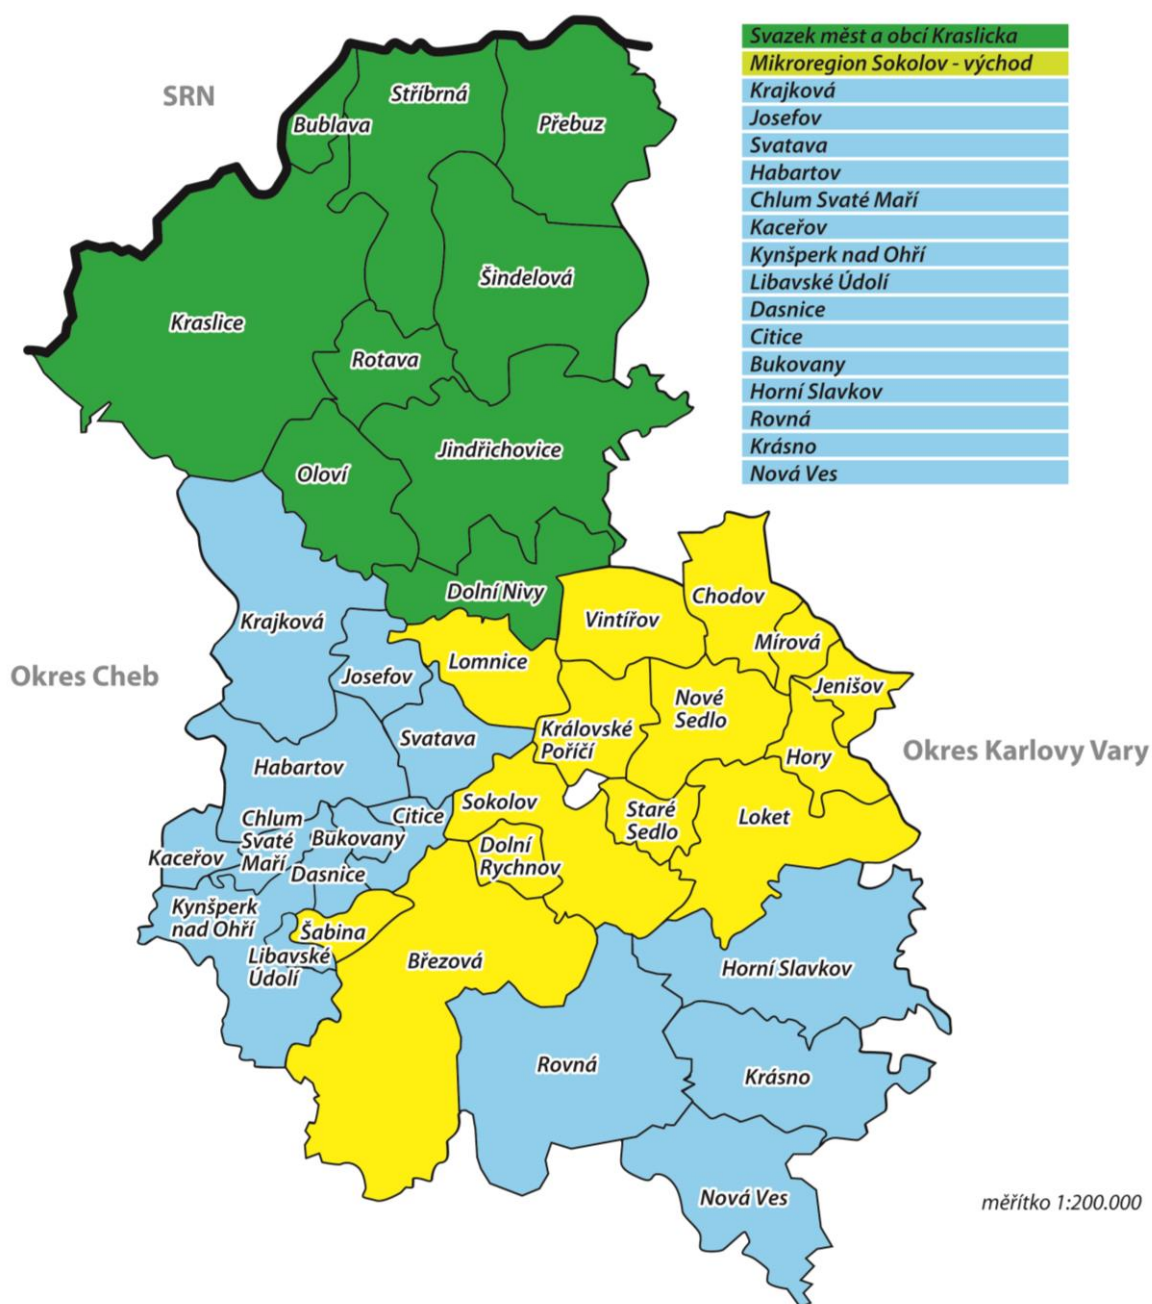 Svazek měst a obcí Kraslicka
Mikroregion Sokolov - východ
Krajková
Josefov
Svatava
Habartov
Chlum Svaté Maří
Kaceřov
Kynšperk nad Ohří
Libavské Údolí
Dasnice
Citice
Bukovany
Horní Slavkov
Rovná
Krásno
Nová Ves
SRN
Stříbrná
Bublava
Přebuz
Šindelová
Kraslice
Rotava
Jindřichovice
Oloví
Dolní Nivy
Chodov
Krajková
Vintířov
Mírová
Lomnice
Okres Cheb
Josefov
Jenišov
Nové
Sedlo
Královské
Poříčí
Svatava
Okres Karlovy Vary
Hory
Habartov
Sokolov
Staré
Sedlo
Loket
Chlum
Svaté
Maří
Citice
Bukovany
Kaceřov
Dolní
Rychnov
Dasnice
Kynšperk
nad Ohří
Šabina
Libavské
Údolí
Březová
Horní Slavkov
Rovná
Krásno
Nová Ves
měřítko 1:200.000